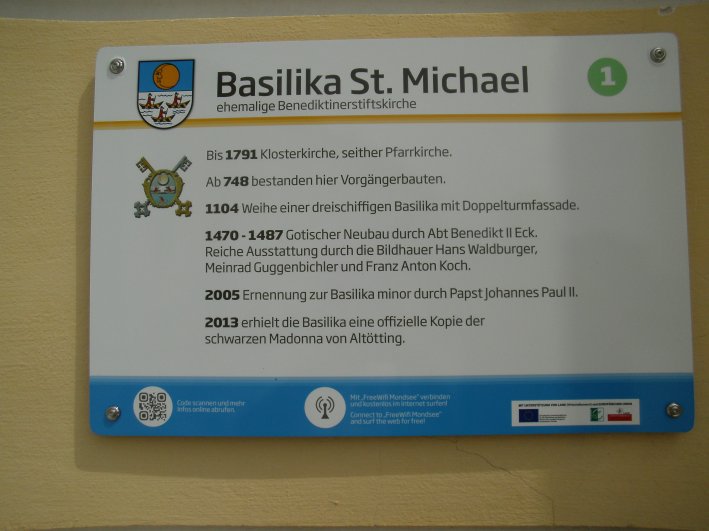 Basilika St. Michael
1
ehemalige Benediktinerstiftskirche
Bis 1791 Klosterkirche, seither Pfarrkirche.
Ab 748 bestanden hier Vorgängerbauten.
1104 Weihe einer dreischiffigen Basilika mit Doppelturmfassade.
1470 - 1487 Gotischer Neubau durch Abt Benedikt II Eck.
Reiche Ausstattung durch die Bildhauer Hans Waldburger,
Meinrad Guggenbichler und Franz Anton Koch.
2005 Ernennung zur Basilika minor durch Papst Johannes Paul II.
2013 erhielt die Basilika eine offizielle Kopie der
schwarzen Madonna von Altötting.
Code scannen und mehr
Infos online abrufen.
Mit „FreeWifi Mondsee“ verbinden
und kostenlos im Internet surfen!
Connect to „FreeWifi Mondsee“
and surf the web for free!